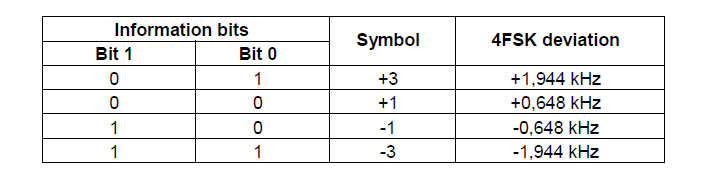 Information bits Symbol 4FSK deviation
Bit 1 Bit 0
0 1 +3 +1,944 kHz
0 0 +1 +0,648 kHz
1 0 -1 -0,648 kHz
1 1 -3 -1,944 kHz